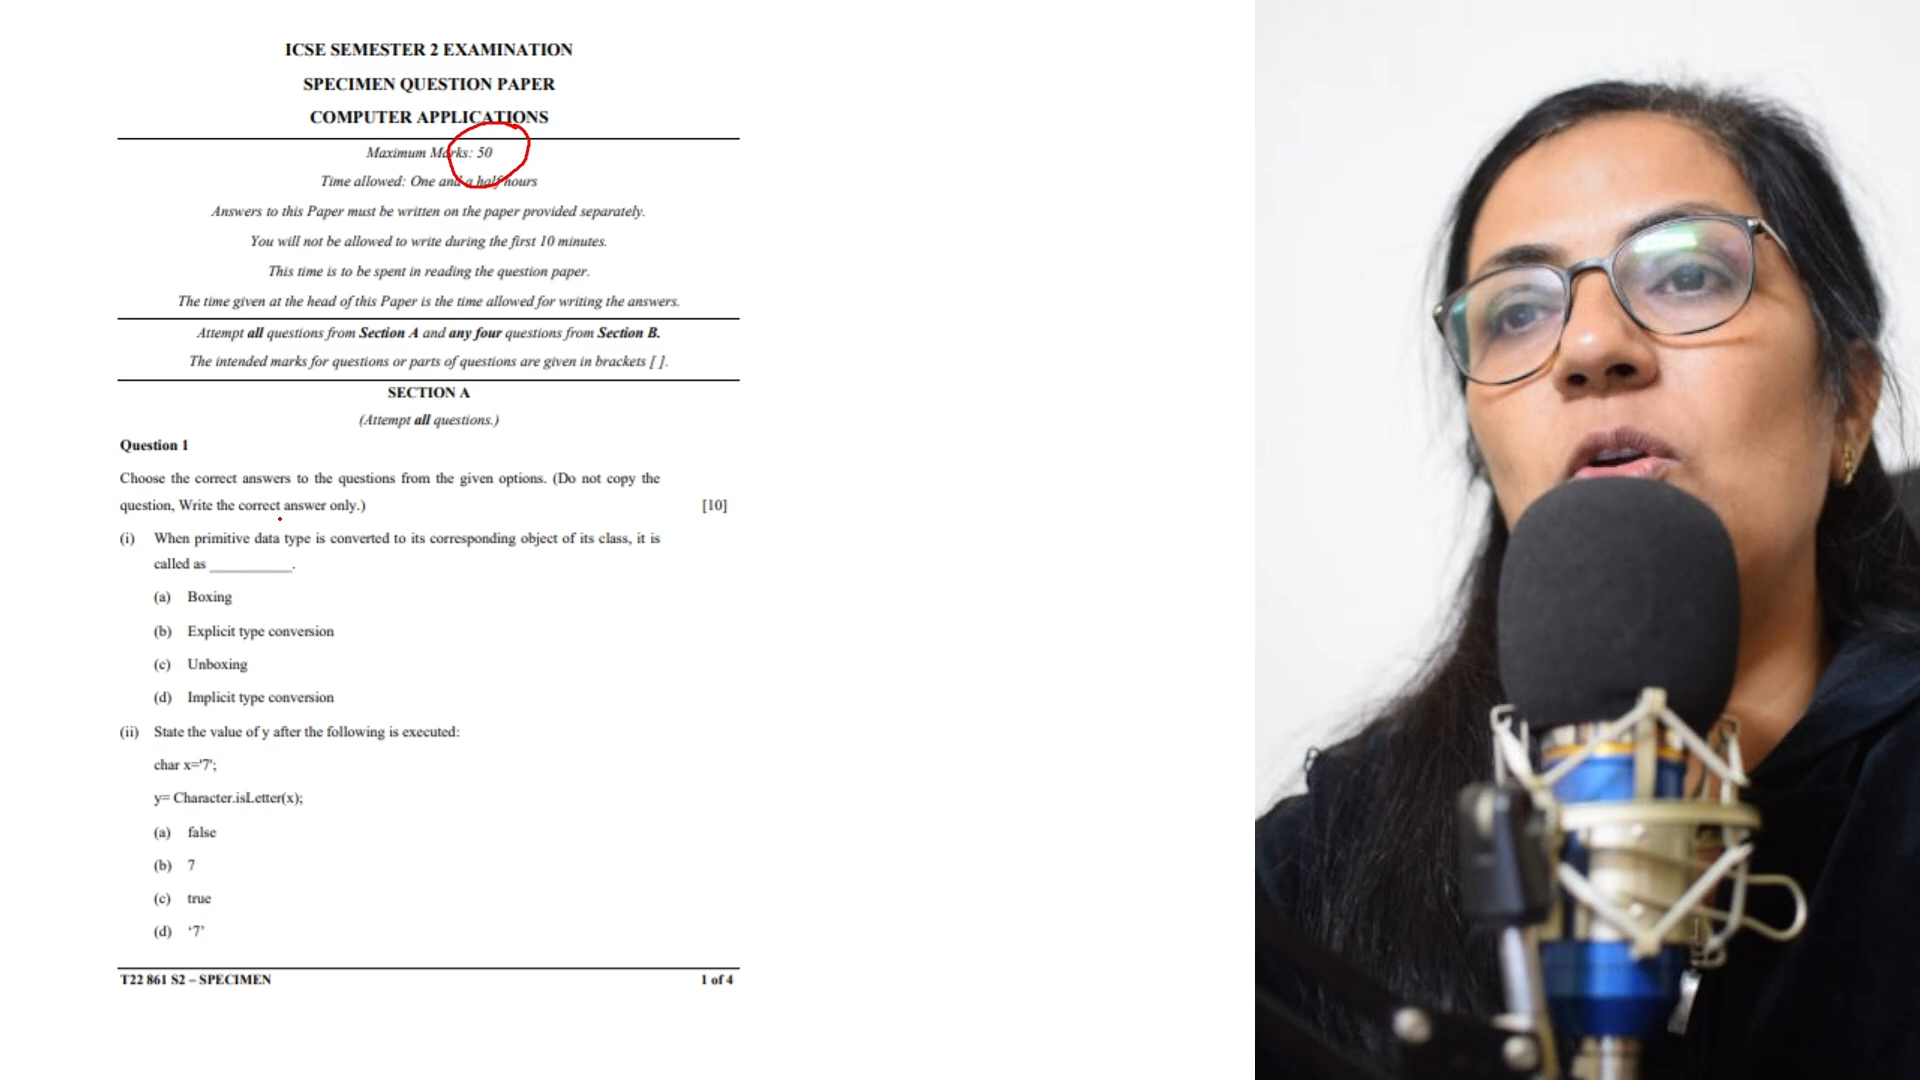 ICSE SEMESTER 2 EXAMINATION
SPECIMEN QUESTION PAPER
COMPUTER APPLICATIONS
Maximum Marks: 50
Time allowed: One and a half hours
Answers to this Paper must be written on the paper provided separately.
You will not be allowed to write during the first 10 minutes.
This time is to be spent in reading the question paper.
The time given at the head of this Paper is the time allowed for writing the answers.
Attempt all questions from Section A and any four questions from Section B.
The intended marks for questions or parts of questions are given in brackets [ ].
SECTION A
(Attempt all questions.)
Question 1
Choose the correct answers to the questions from the given options. (Do not copy the
question, Write the correct answer only.) [10]
(i) When primitive data type is converted to its corresponding object of its class, it is
called as ___________.
(a) Boxing
(b) Explicit type conversion
(c) Unboxing
(d) Implicit type conversion
(ii) State the value of y after the following is executed:
char x='7';
y= Character.isLetter(x);
(a) false
(b) 7
(c) true
(d) ‘7’
T22 861 S2 – SPECIMEN 1 of 4